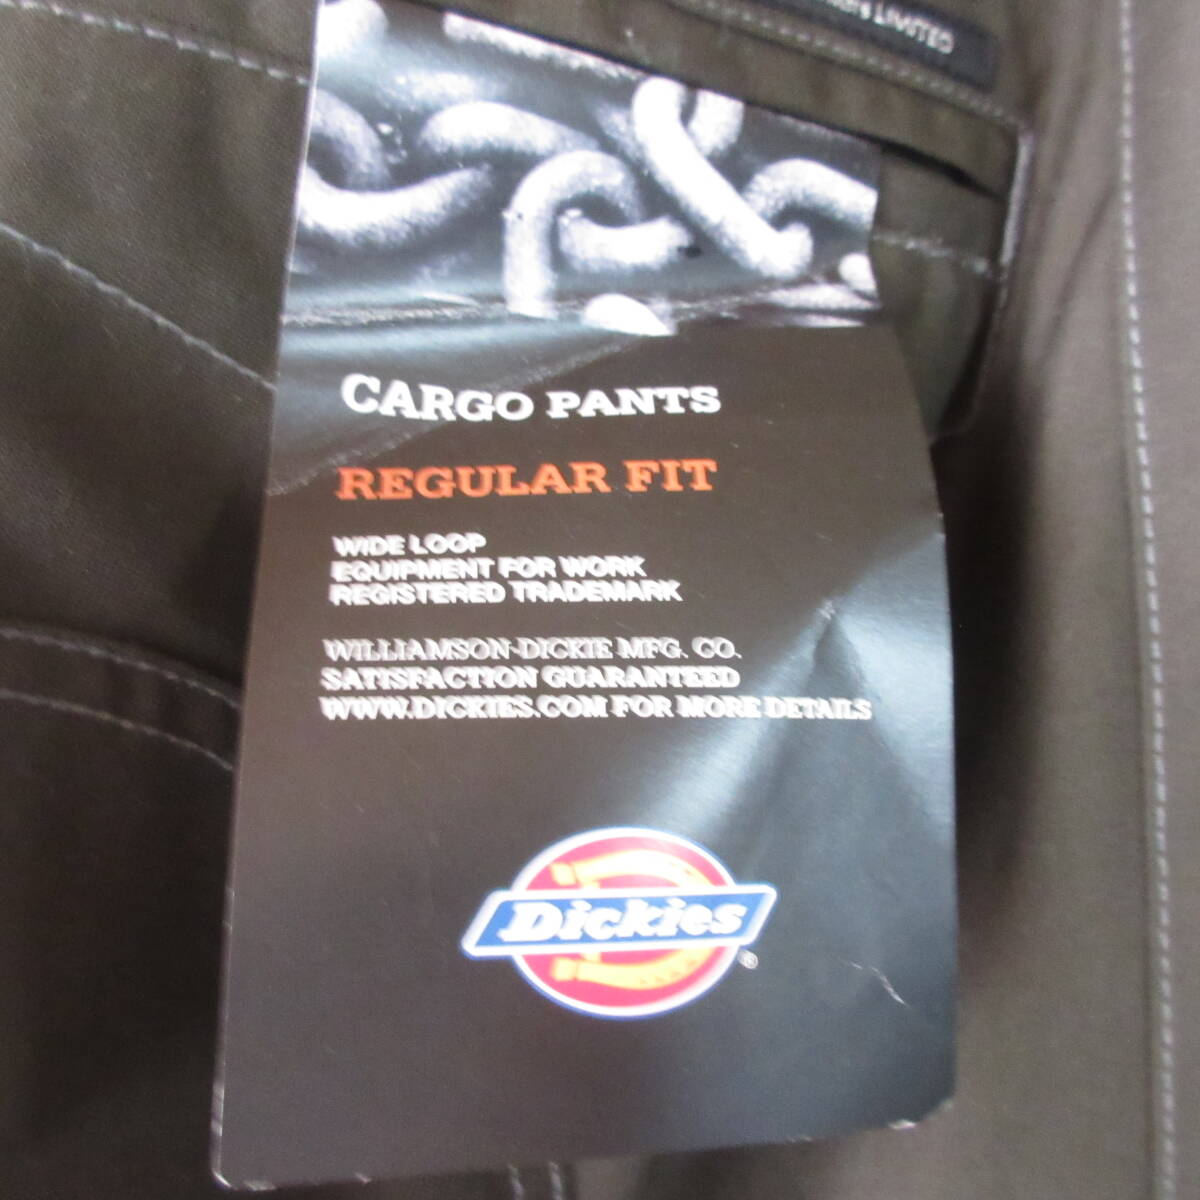 LIMITED
CARGO PANTS
REGULAR FIT
WIDE LOOP
EQUIPMENT FOR WORK
REGISTERED TRADEMARK
WILLIAMSON-DICKIE MFG. CO.
SATISFACTION GUARANTEED
WWW.DICKIES.COM FOR MORE DETAILS
Dickies
®